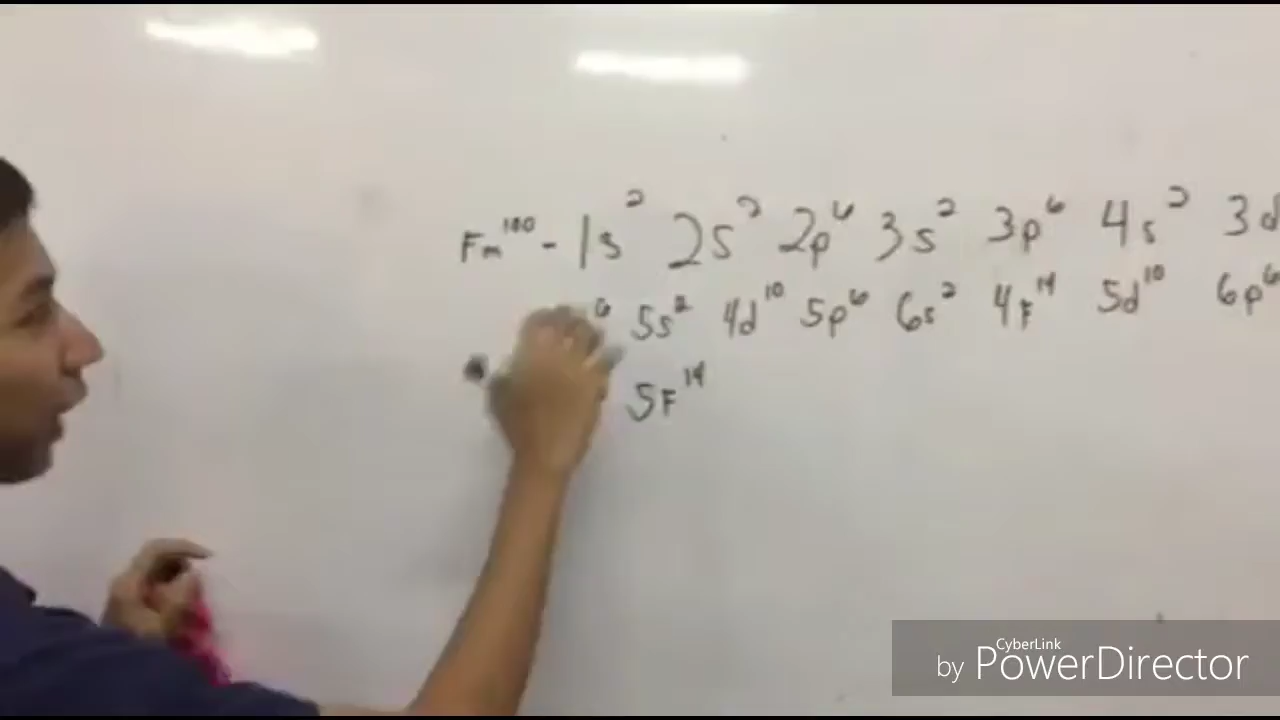 Fm¹⁰⁰ - 1s² 2s² 2p⁶ 3s² 3p⁶ 4s² 3d
⁶ 5s² 4d¹⁰ 5p⁶ 6s² 4F¹⁴ 5d¹⁰ 6p⁶
5F¹⁴
CyberLink
by PowerDirector